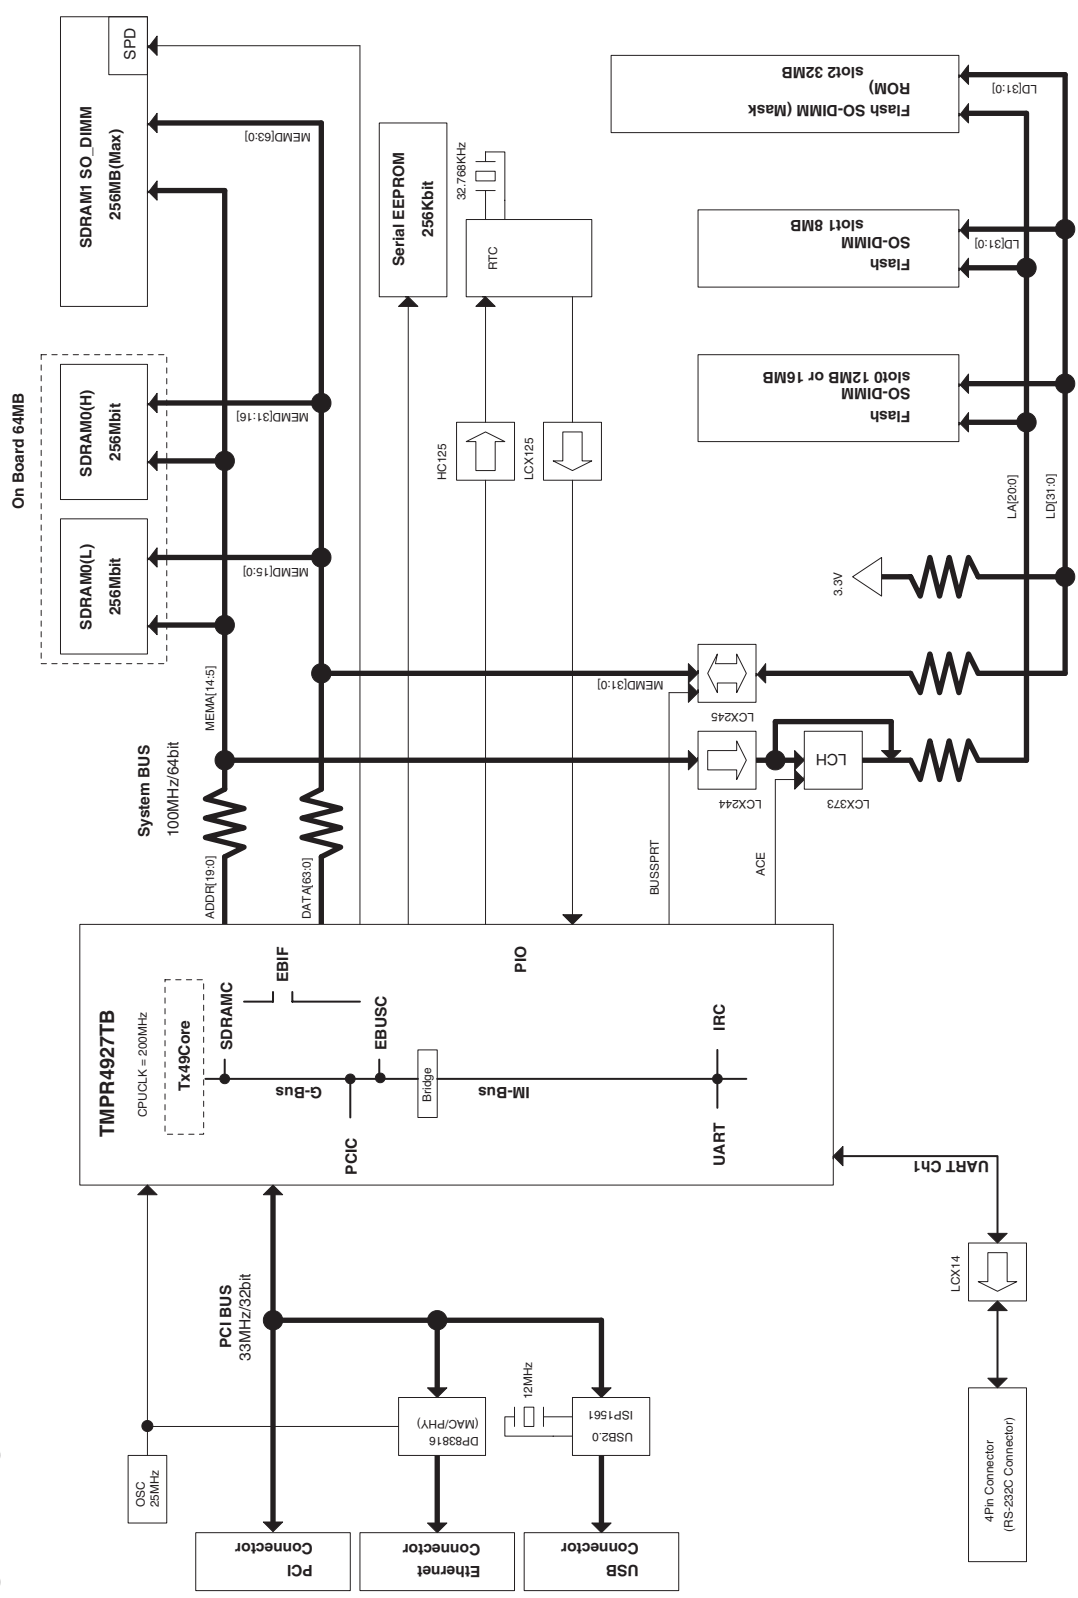 On Board 64MB
SDRAM0(L)
256Mbit
SDRAM0(H)
256Mbit
SDRAM1 SO_DIMM
256MB(Max)
SPD
MEMD[15:0]
MEMD[31:16]
MEMD[63:0]
System BUS
100MHz/64bit
MEMA[14:5]
ADDR[19:0]
DATA[63:0]
Serial EEPROM
256Kbit
RTC
32.768KHz
HC125
LCX125
MEMD[31:0]
LCX245
LCX244
LCH
LCX373
BUSSPRT
ACE
3.3V
LA[20:0]
LD[31:0]
Flash
SO-DIMM
slot0 12MB or 16MB
Flash
SO-DIMM
slot1 8MB
LD[31:0]
Flash SO-DIMM (Mask
ROM)
slot2 32MB
LD[31:0]
TMPR4927TB
CPUCLK = 200MHz
Tx49Core
SDRAMC
EBIF
EBUSC
G-Bus
PCIC
Bridge
IM-Bus
PIO
UART
IRC
UART Ch1
LCX14
4Pin Connector
(RS-232C Connector)
PCI BUS
33MHz/32bit
OSC
25MHz
DP83816
(MAC/PHY)
12MHz
USB2.0
ISP1561
PCI
Connector
Ethernet
Connector
USB
Connector